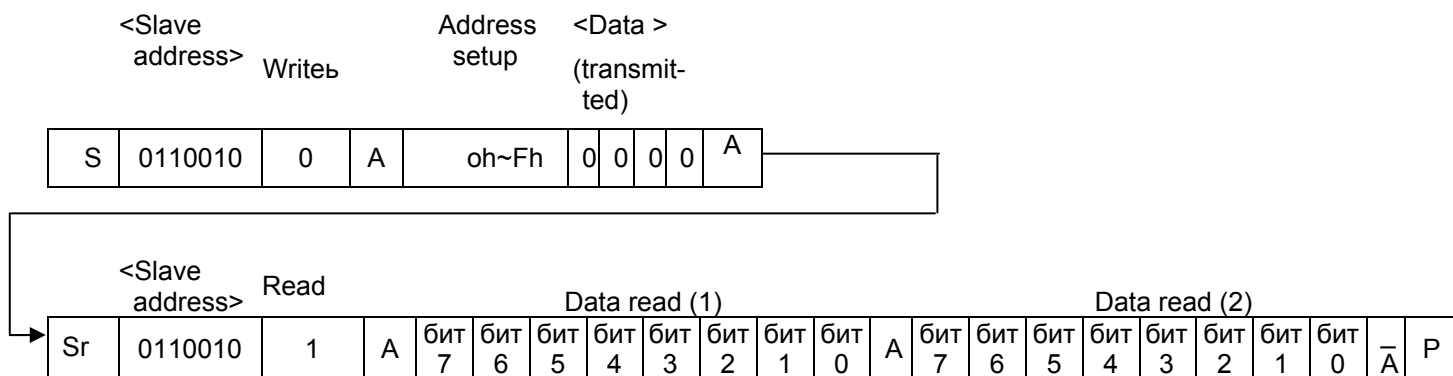 <Slave
address>
Writeь
Address
setup
<Data >
(transmit-
ted)
S 0110010 0 A oh~Fh 0 0 0 0 A
<Slave
address>
Read
Data read (1)
Data read (2)
Sr 0110010 1 A бит бит бит бит бит бит бит бит A бит бит бит бит бит бит бит бит A̅ P
7 6 5 4 3 2 1 0 7 6 5 4 3 2 1 0